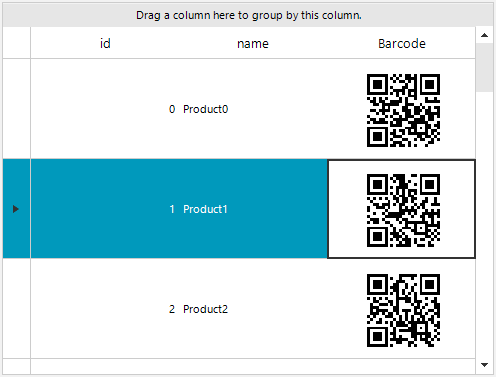 Drag a column here to group by this column.
id name Barcode
0 Product0
1 Product1
2 Product2